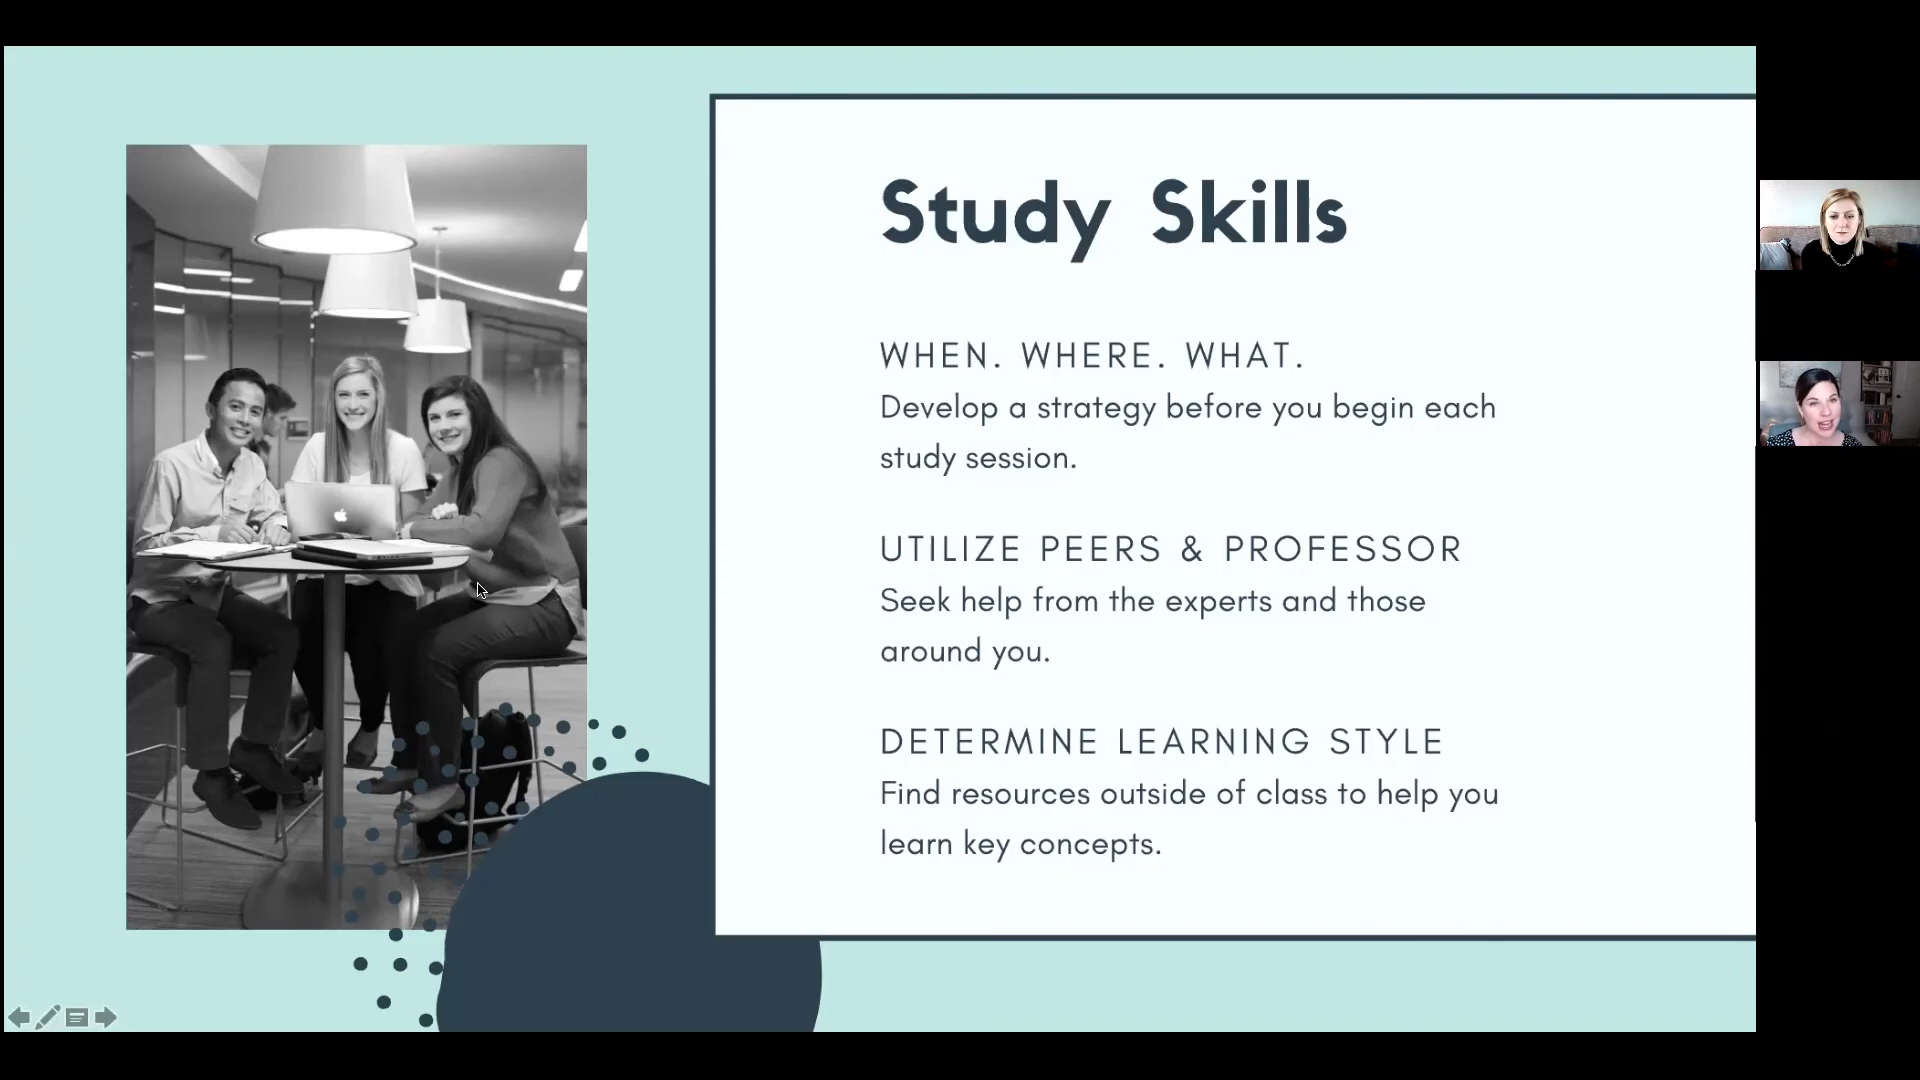 Study Skills
WHEN. WHERE. WHAT.
Develop a strategy before you begin each
study session.
UTILIZE PEERS & PROFESSOR
Seek help from the experts and those
around you.
DETERMINE LEARNING STYLE
Find resources outside of class to help you
learn key concepts.